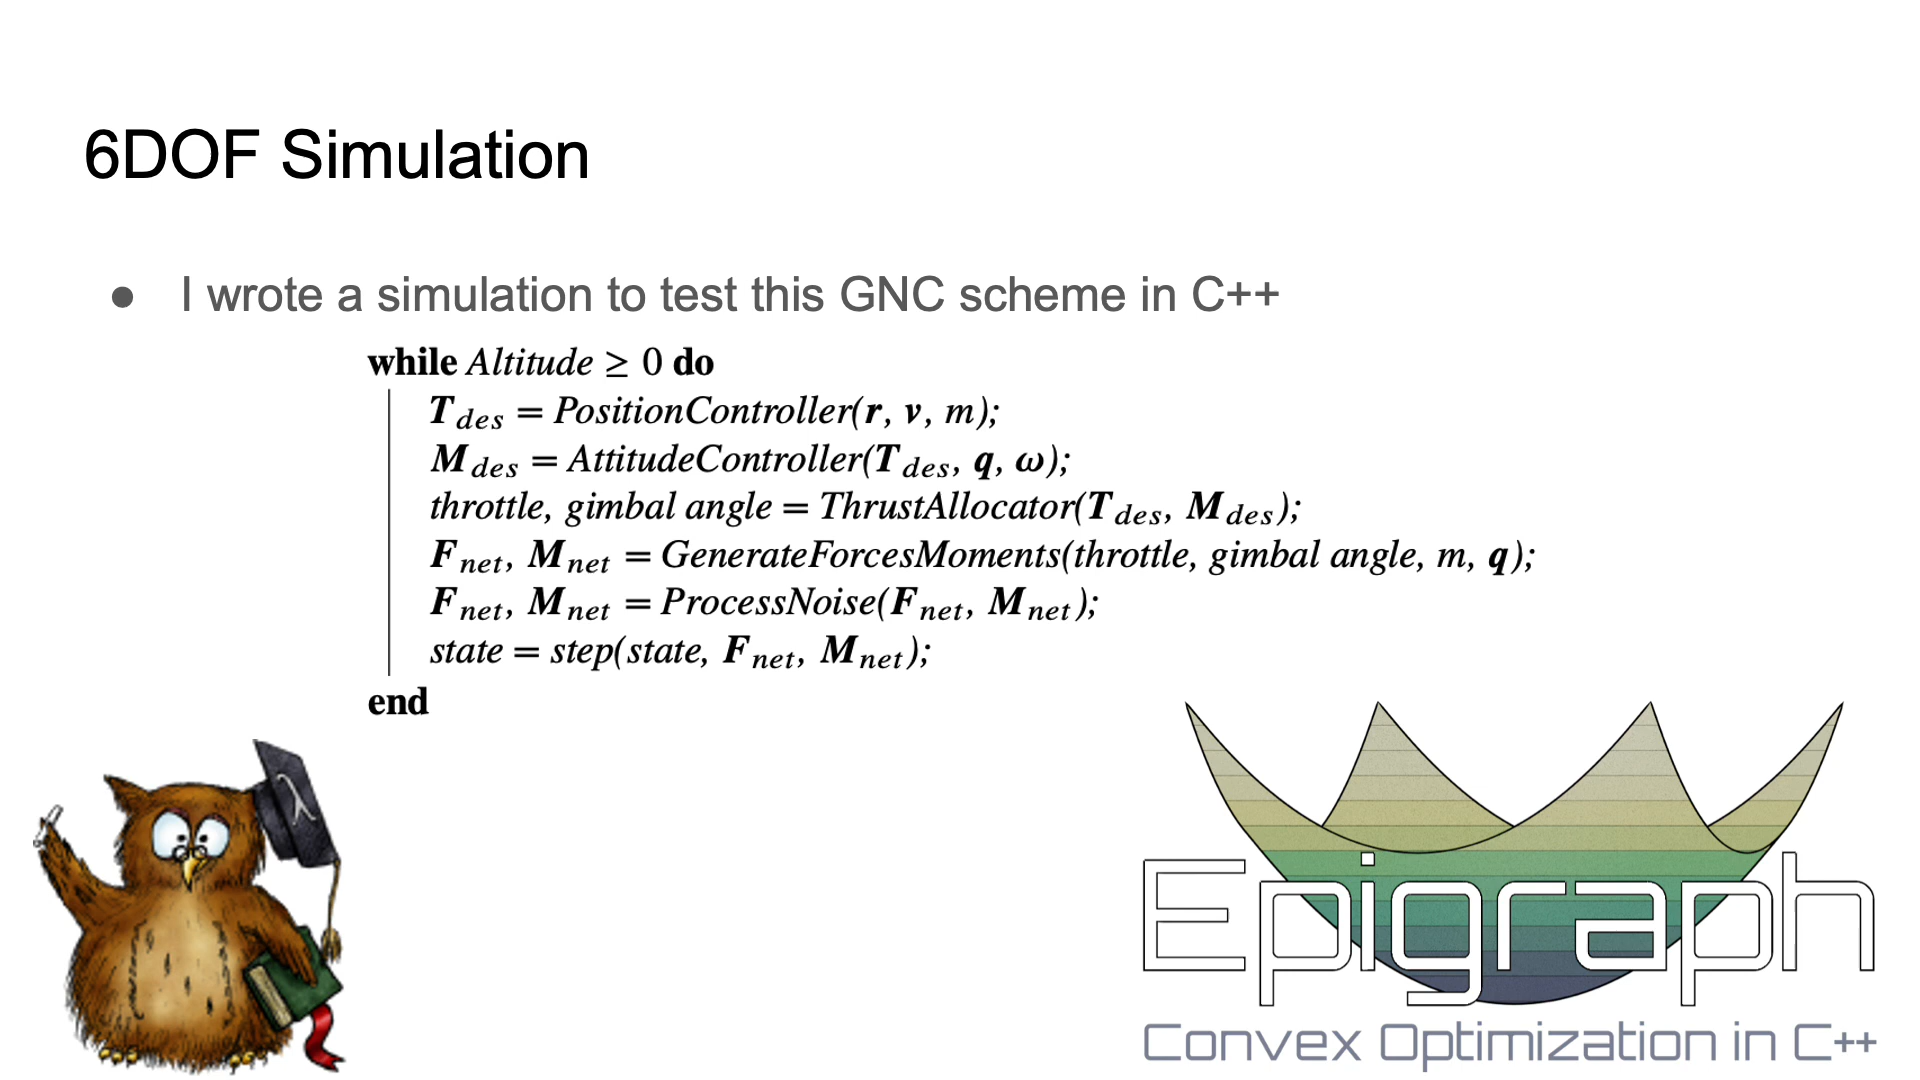 6DOF Simulation
● I wrote a simulation to test this GNC scheme in C++
while Altitude ≥ 0 do
T_des = PositionController(r, v, m);
M_des = AttitudeController(T_des, q, ω);
throttle, gimbal angle = ThrustAllocator(T_des, M_des);
F_net, M_net = GenerateForcesMoments(throttle, gimbal angle, m, q);
F_net, M_net = ProcessNoise(F_net, M_net);
state = step(state, F_net, M_net);
end
λ
Epigraph
Convex Optimization in C++